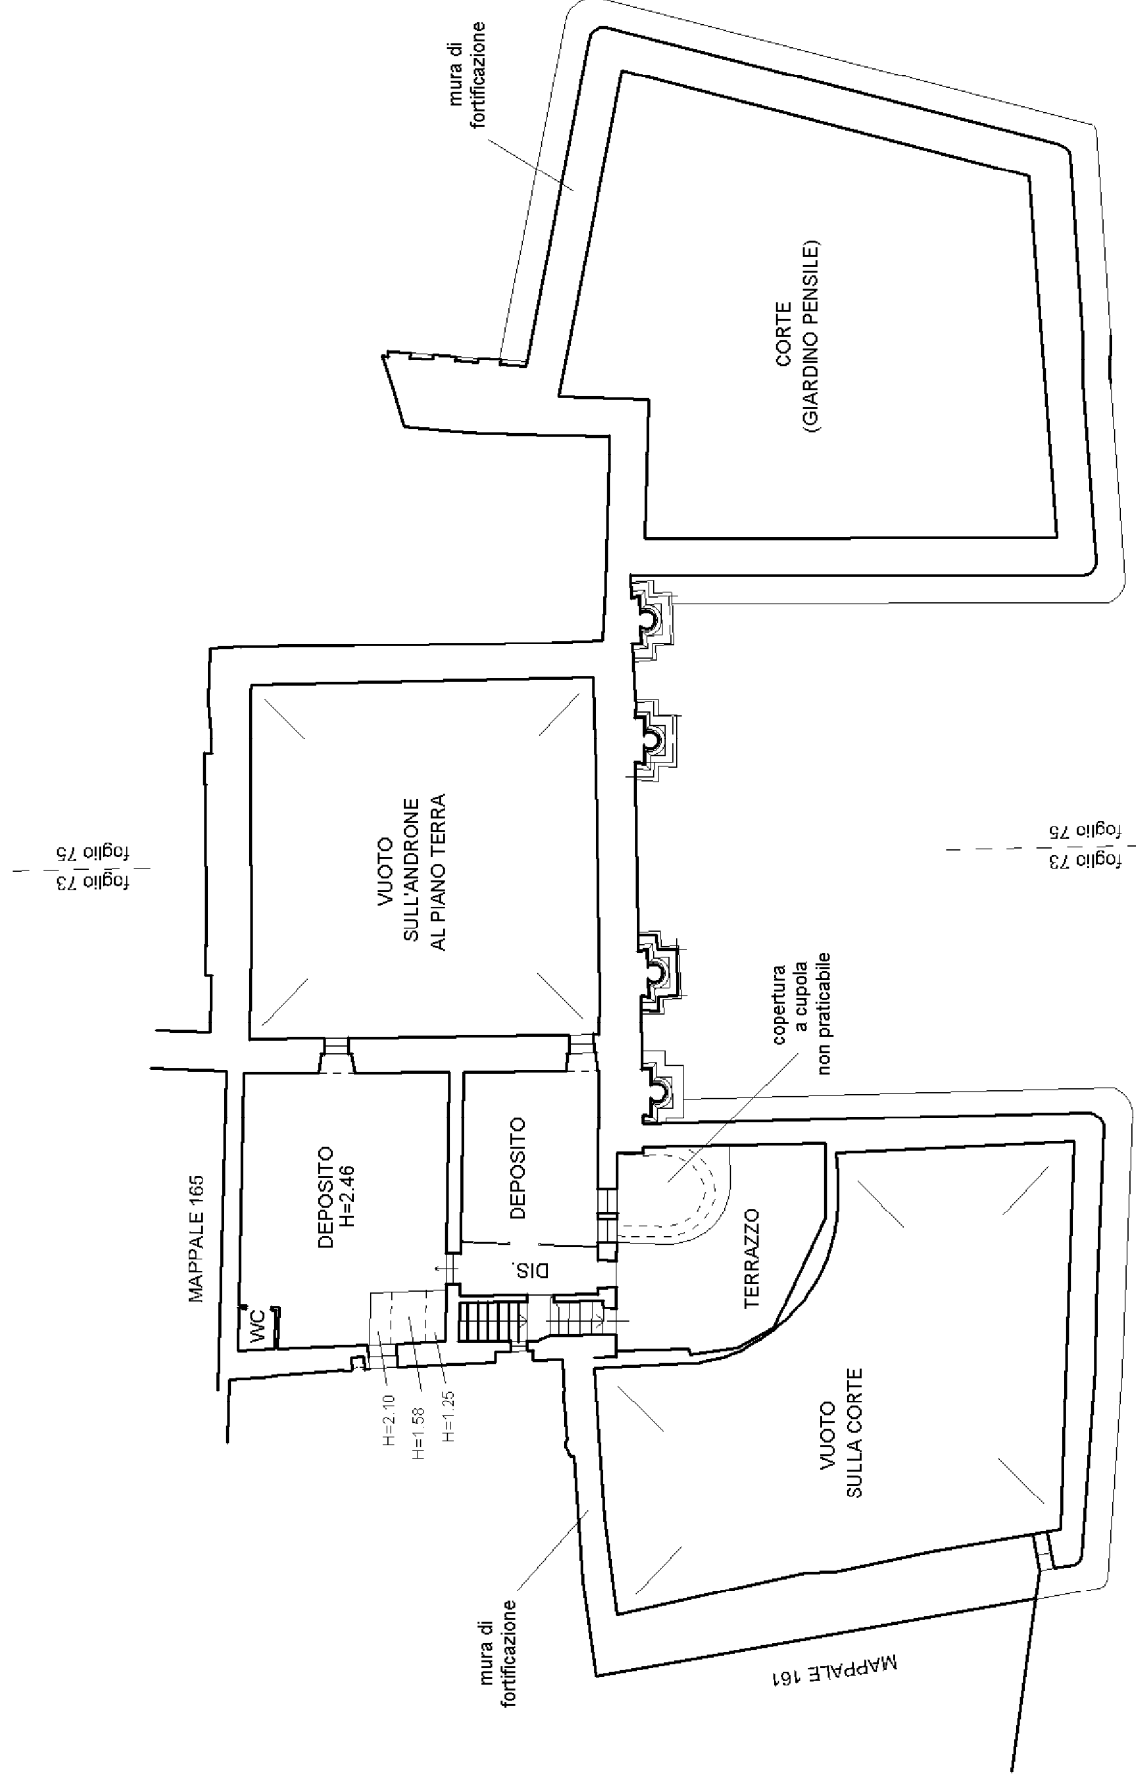 mura di
fortificazione
CORTE
(GIARDINO PENSILE)
foglio 75
foglio 73
VUOTO
SULL'ANDRONE
AL PIANO TERRA
foglio 75
foglio 73
copertura
a cupola
non praticabile
MAPPALE 165
DEPOSITO
H=2.46
DEPOSITO
WC
DIS.
TERRAZZO
H=2.10
H=1.58
H=1.25
VUOTO
SULLA CORTE
mura di
fortificazione
MAPPALE 161